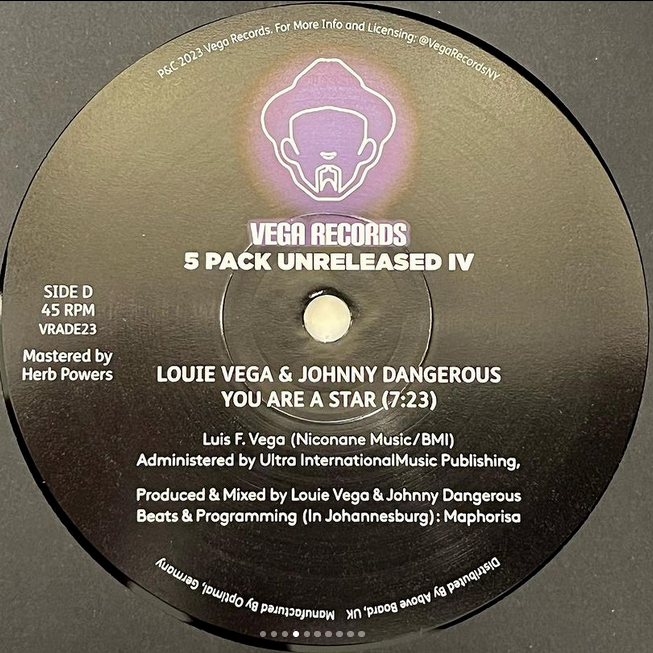 P&C 2023 Vega Records. For More Info and Licensing: @VegaRecordsNY
VEGA RECORDS
5 PACK UNRELEASED IV
SIDE D
45 RPM
VRADE23
Mastered by
Herb Powers
LOUIE VEGA & JOHNNY DANGEROUS
YOU ARE A STAR (7:23)
Luis F. Vega (Niconane Music/BMI)
Administered by Ultra InternationalMusic Publishing,
Produced & Mixed by Louie Vega & Johnny Dangerous
Beats & Programming (In Johannesburg): Maphorisa
Distributed By Above Board, UK
Manufactured By Optimal, Germany